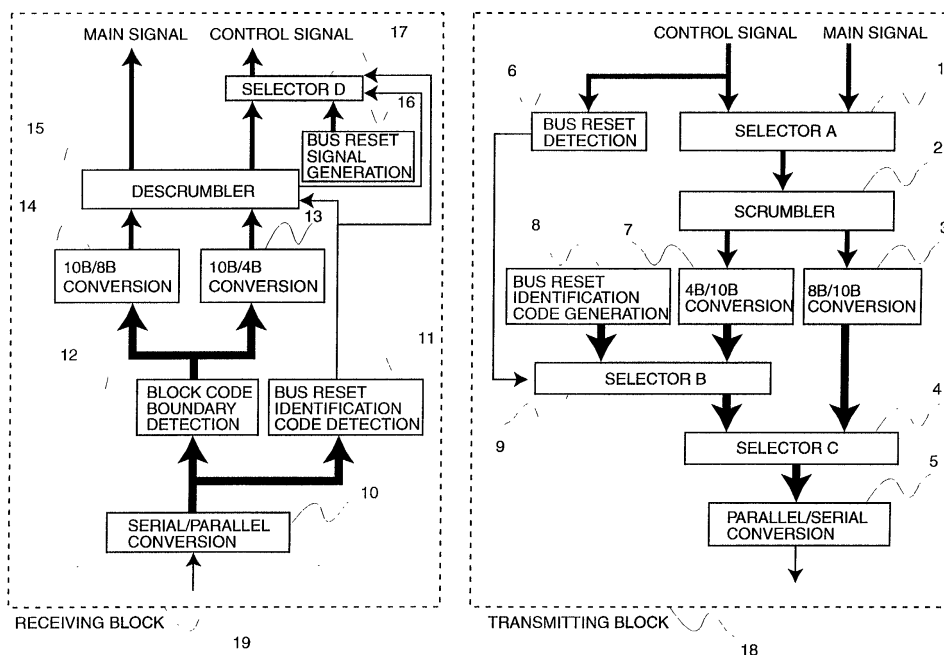 MAIN SIGNAL
CONTROL SIGNAL
17
SELECTOR D
16
BUS RESET
SIGNAL
GENERATION
15
DESCRUMBLER
14
13
10B/8B
CONVERSION
10B/4B
CONVERSION
12
11
BLOCK CODE
BOUNDARY
DETECTION
BUS RESET
IDENTIFICATION
CODE DETECTION
10
SERIAL/PARALLEL
CONVERSION
RECEIVING BLOCK
19
CONTROL SIGNAL
MAIN SIGNAL
6
1
BUS RESET
DETECTION
SELECTOR A
2
SCRUMBLER
8
7
3
BUS RESET
IDENTIFICATION
CODE GENERATION
4B/10B
CONVERSION
8B/10B
CONVERSION
SELECTOR B
4
9
SELECTOR C
5
PARALLEL/SERIAL
CONVERSION
TRANSMITTING BLOCK
18